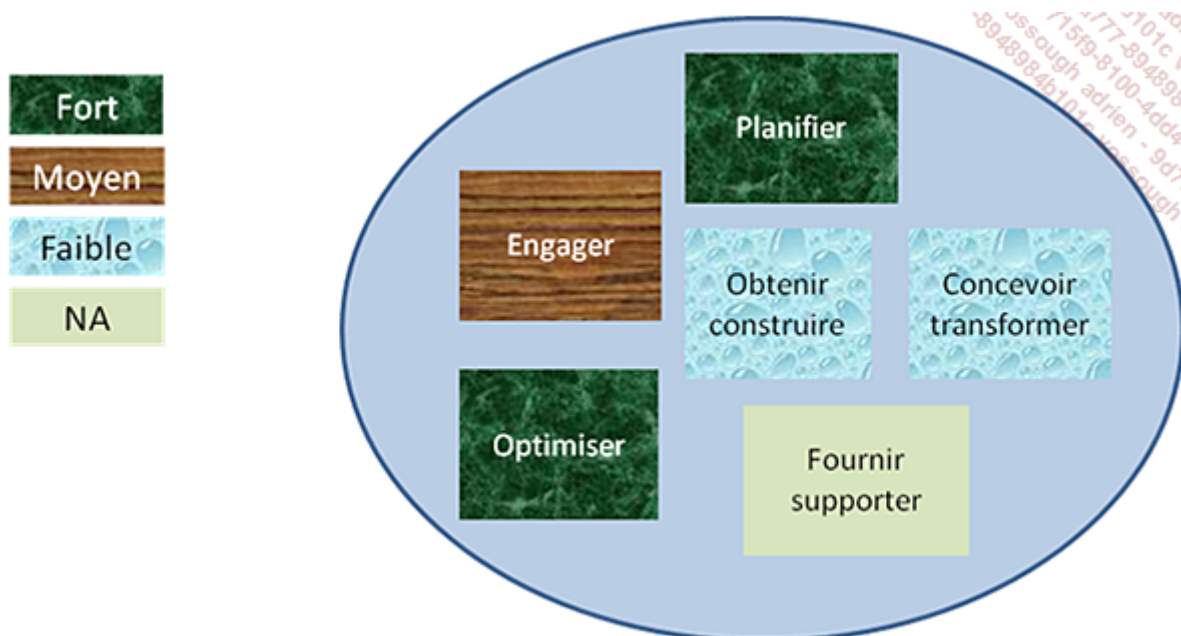 Fort
Moyen
Faible
NA
Planifier
Engager
Obtenir
construire
Concevoir
transformer
Optimiser
Fournir
supporter